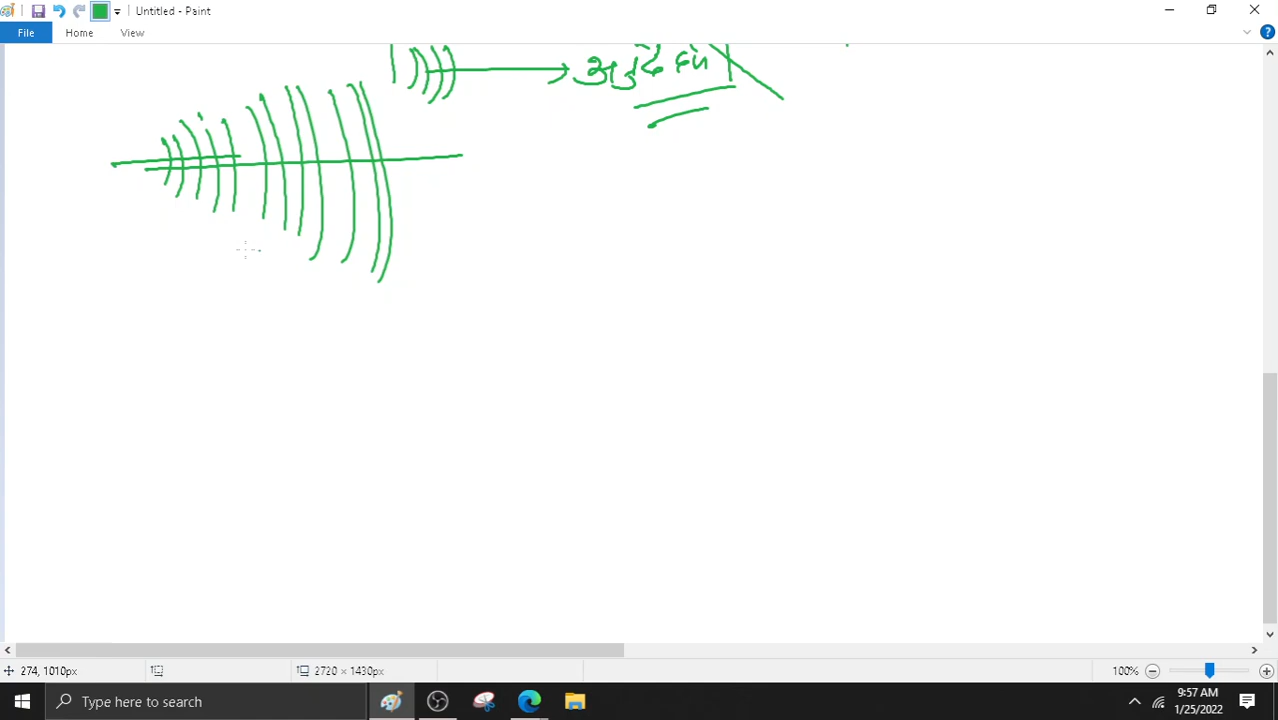 Untitled - Paint
File Home View
274, 1010px 2720 × 1430px 100%
Type here to search 9:57 AM
1/25/2022